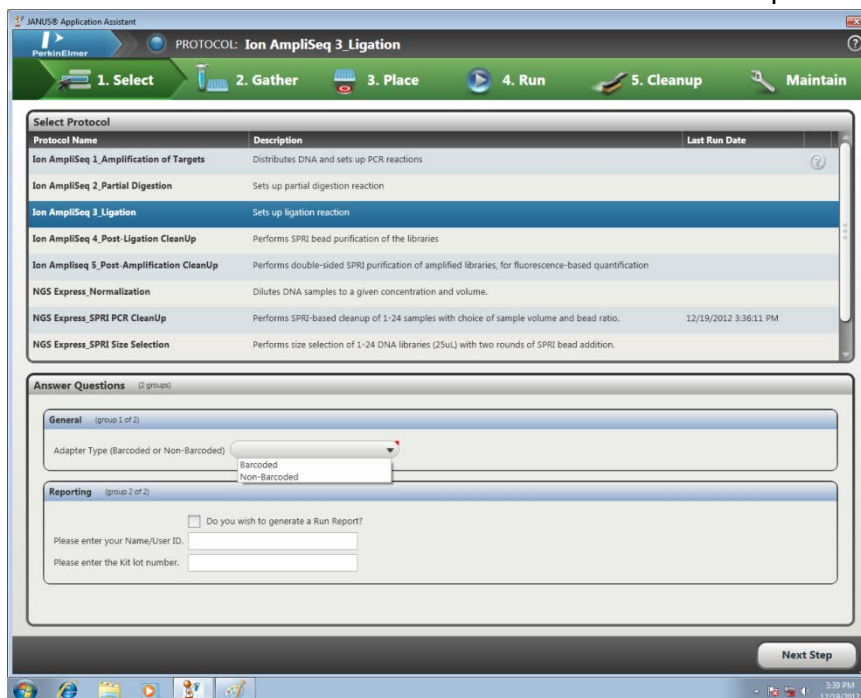 JANUS® Application Assistant
PerkinElmer
PROTOCOL: Ion AmpliSeq 3_Ligation
1. Select 2. Gather 3. Place 4. Run 5. Cleanup Maintain
Select Protocol
Protocol Name Description Last Run Date
Ion AmpliSeq 1_Amplification of Targets Distributes DNA and sets up PCR reactions
Ion AmpliSeq 2_Partial Digestion Sets up partial digestion reaction
Ion AmpliSeq 3_Ligation Sets up ligation reaction
Ion AmpliSeq 4_Post-Ligation CleanUp Performs SPRI bead purification of the libraries
Ion Ampliseq 5_Post-Amplification CleanUp Performs double-sided SPRI purification of amplified libraries, for fluorescence-based quantification
NGS Express_Normalization Dilutes DNA samples to a given concentration and volume.
NGS Express_SPRI PCR CleanUp Performs SPRI-based cleanup of 1-24 samples with choice of sample volume and bead ratio. 12/19/2012 3:36:11 PM
NGS Express_SPRI Size Selection Performs size selection of 1-24 DNA libraries (25uL) with two rounds of SPRI bead addition.
Answer Questions (2 groups)
General (group 1 of 2)
Adapter Type (Barcoded or Non-Barcoded)
Barcoded
Non-Barcoded
Reporting (group 2 of 2)
Do you wish to generate a Run Report?
Please enter your Name/User ID.
Please enter the Kit lot number.
Next Step
3:39 PM
12/19/2012